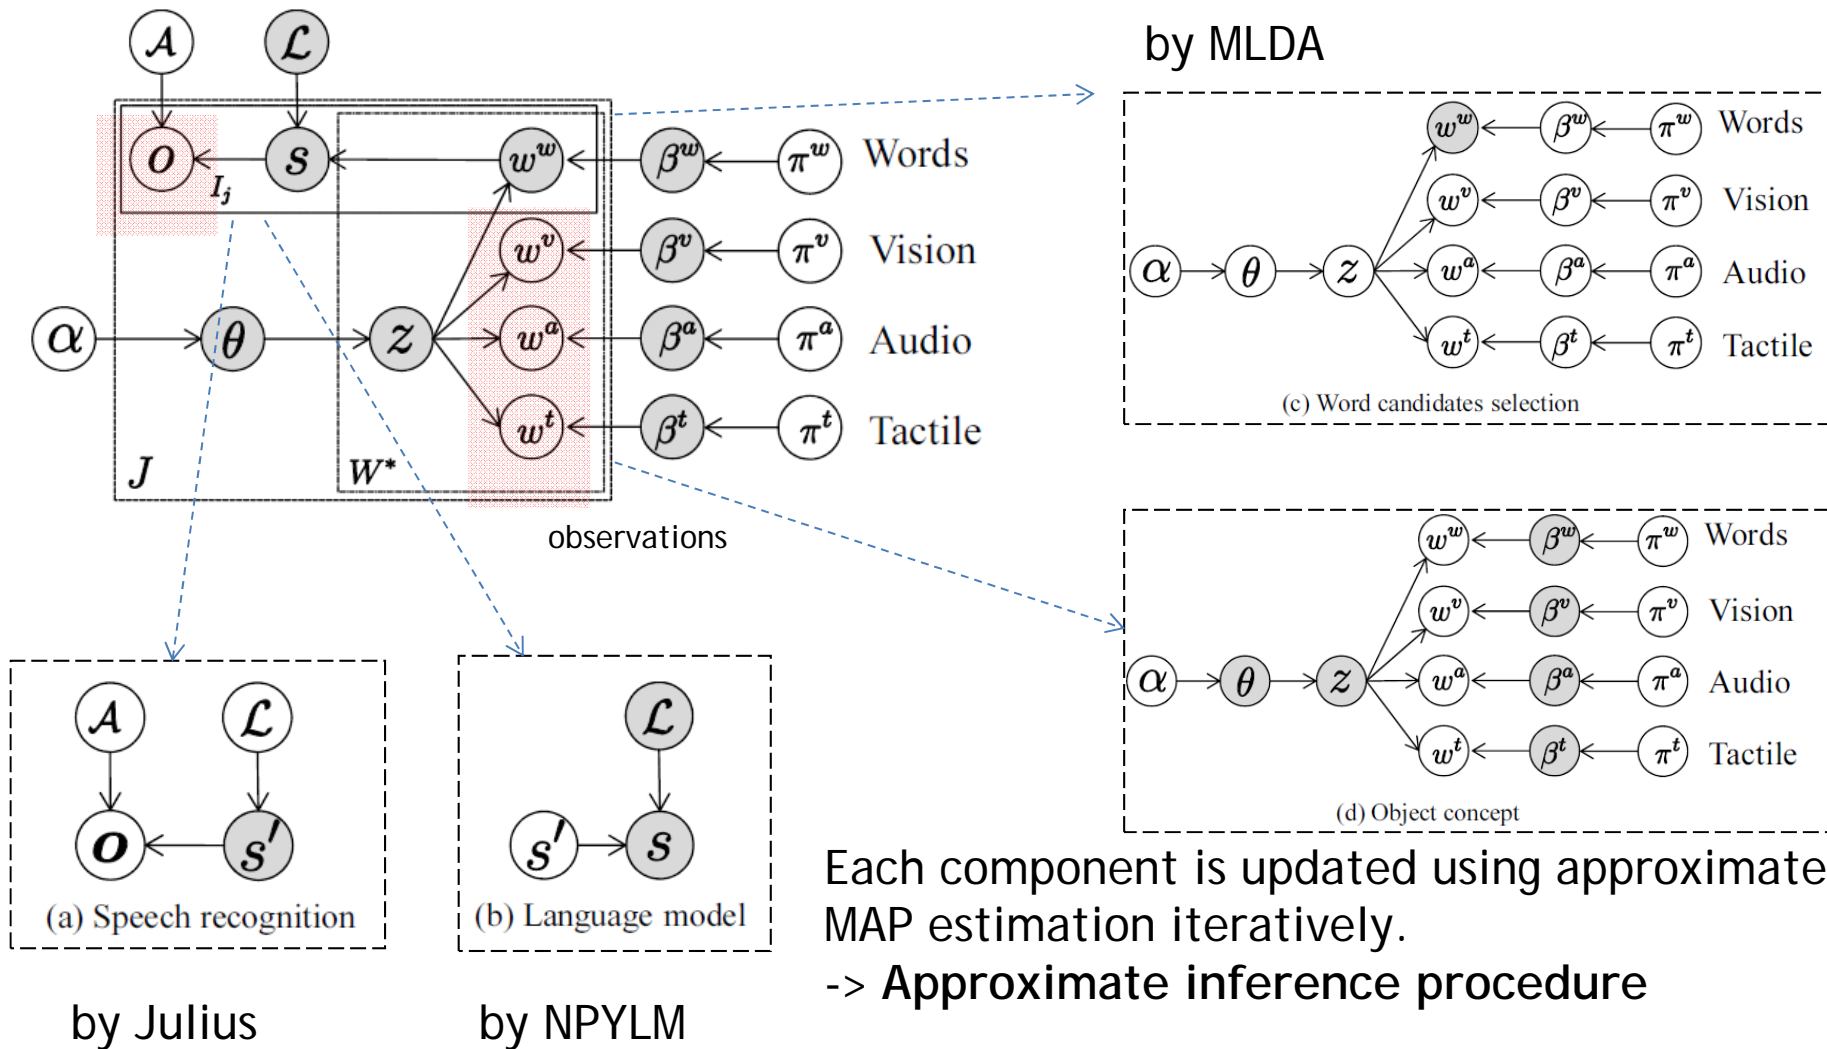 by MLDA
𝒜 ℒ
o s w^w β^w π^w Words
I_j
w^v β^v π^v Vision
α θ z w^a β^a π^a Audio
w^t β^t π^t Tactile
J W*
observations
w^w β^w π^w Words
w^v β^v π^v Vision
α θ z w^a β^a π^a Audio
w^t β^t π^t Tactile
(c) Word candidates selection
w^w β^w π^w Words
w^v β^v π^v Vision
α θ z w^a β^a π^a Audio
w^t β^t π^t Tactile
(d) Object concept
𝒜 ℒ
o s′
(a) Speech recognition
by Julius
ℒ
s′ s
(b) Language model
by NPYLM
Each component is updated using approximate
MAP estimation iteratively.
-> Approximate inference procedure